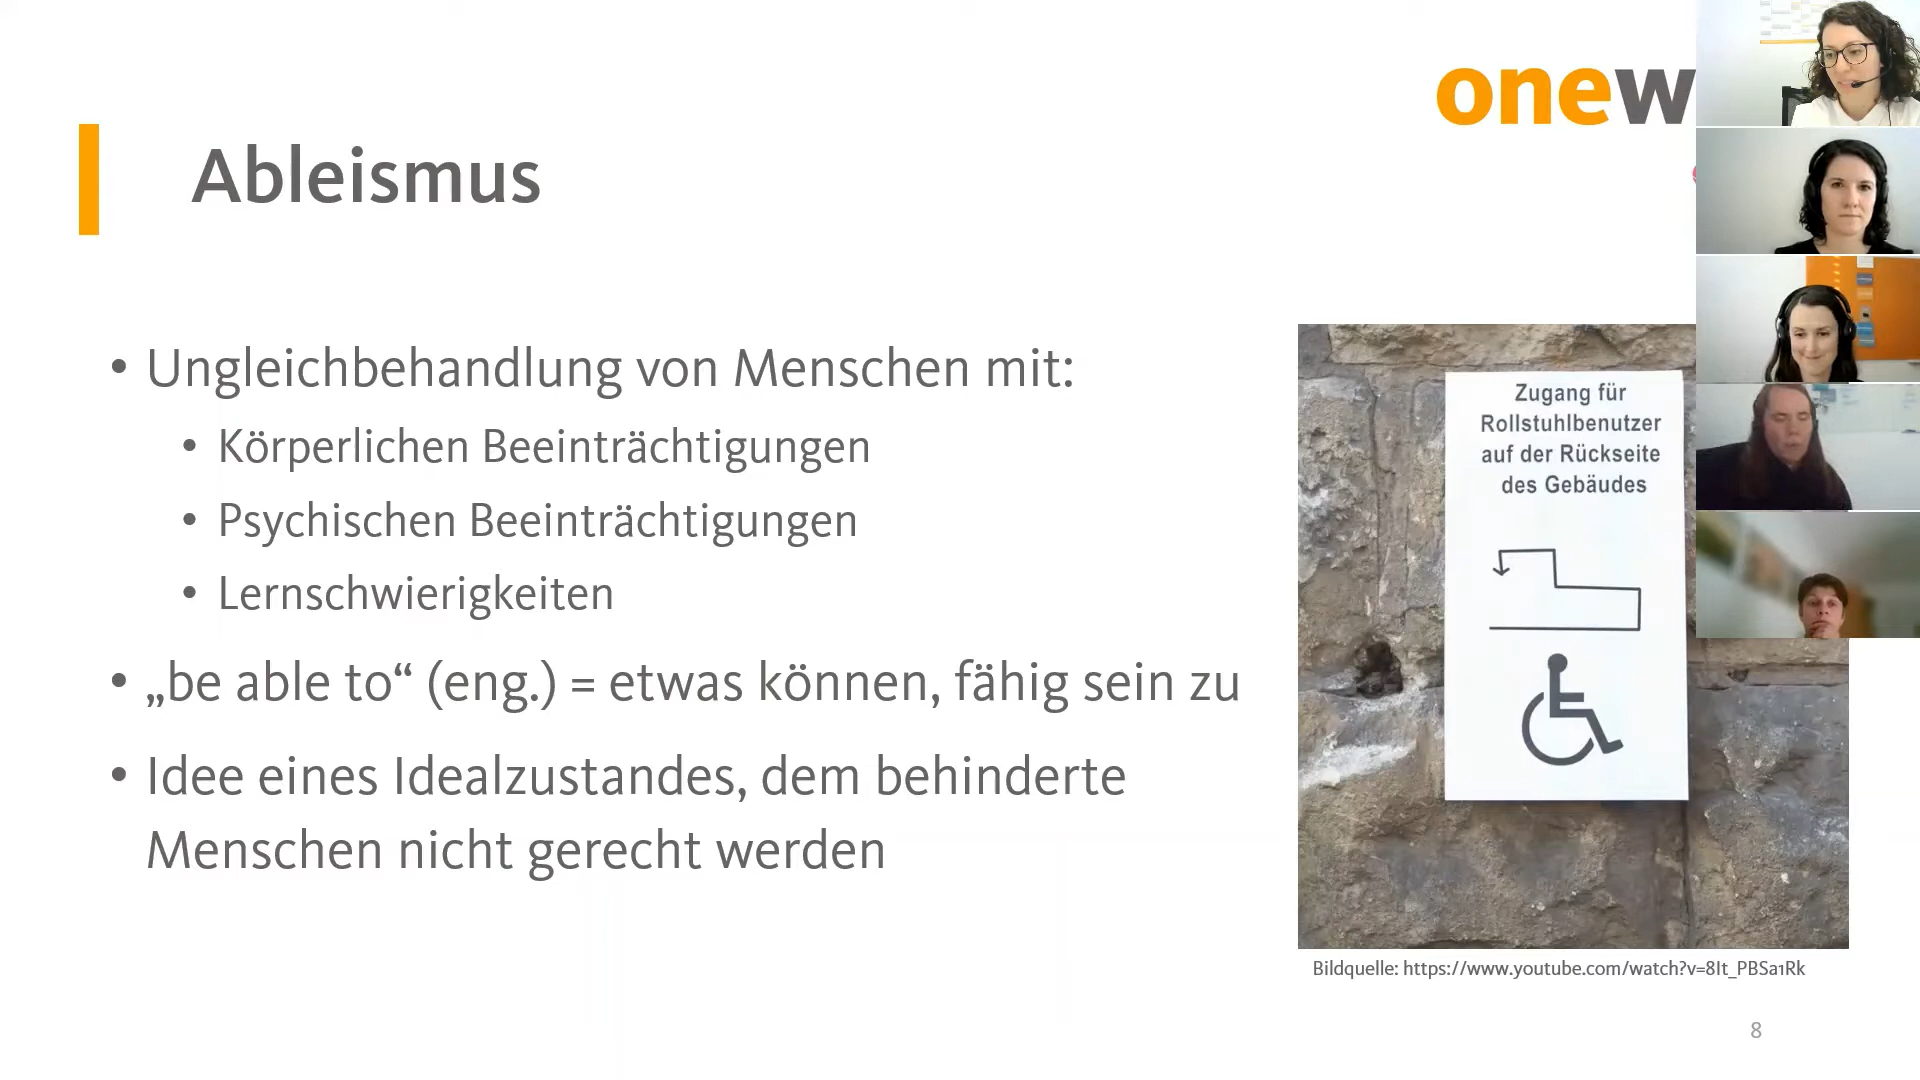 onew
Ableismus
• Ungleichbehandlung von Menschen mit:
• Körperlichen Beeinträchtigungen
• Psychischen Beeinträchtigungen
• Lernschwierigkeiten
• „be able to“ (eng.) = etwas können, fähig sein zu
• Idee eines Idealzustandes, dem behinderte
Menschen nicht gerecht werden
Zugang für
Rollstuhlbenutzer
auf der Rückseite
des Gebäudes
Bildquelle: https://www.youtube.com/watch?v=8It_PBSa1Rk
8